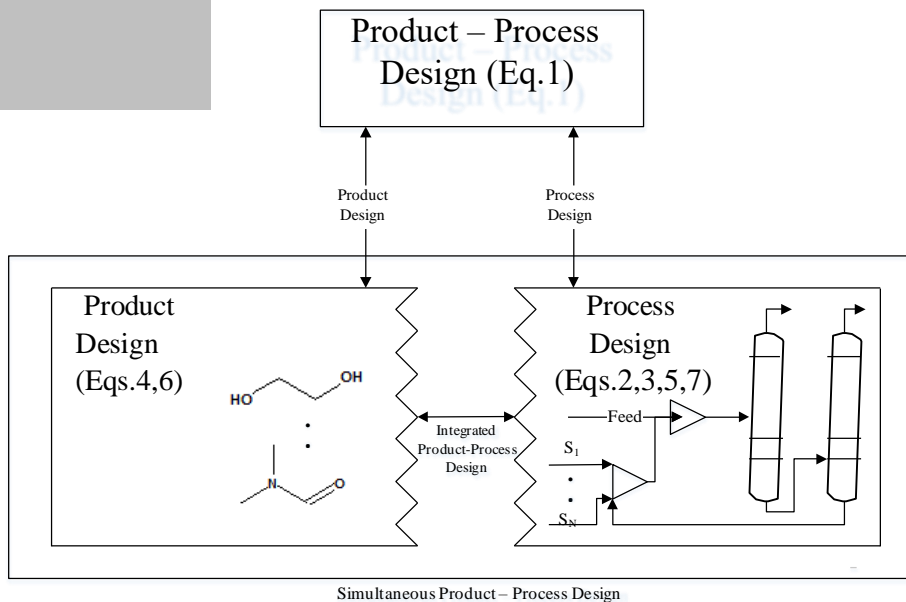 Product – Process
Design (Eq.1)
Product
Design
Process
Design
Product
Design
(Eqs.4,6)
HO
OH
N
O
Integrated
Product-Process
Design
Process
Design
(Eqs.2,3,5,7)
Feed
S1
SN
Simultaneous Product – Process Design